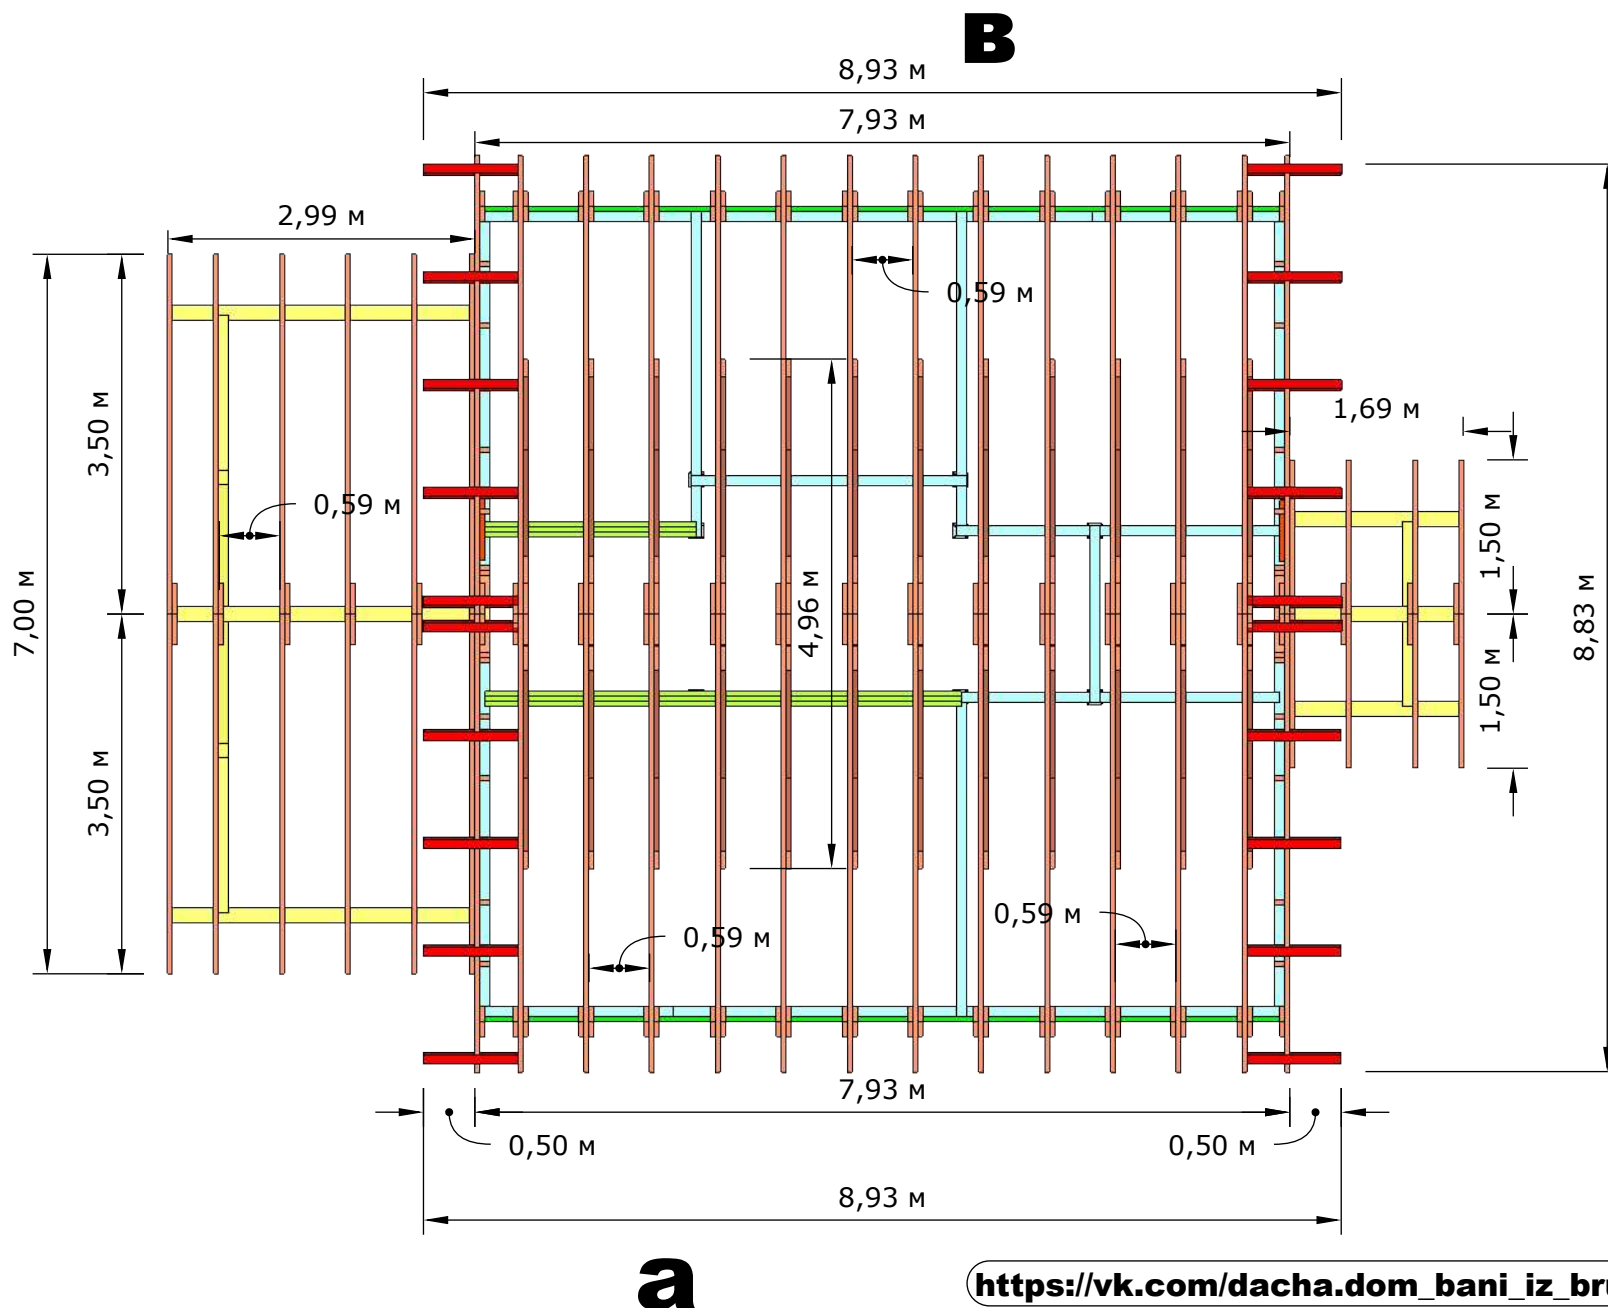 B
8,93 м
7,93 м
2,99 м
0,59 м
1,69 м
3,50 м
0,59 м
1,50 м
7,00 м
4,96 м
8,83 м
1,50 м
3,50 м
0,59 м
0,59 м
7,93 м
0,50 м
0,50 м
8,93 м
a
https://vk.com/dacha.dom_bani_iz_bru